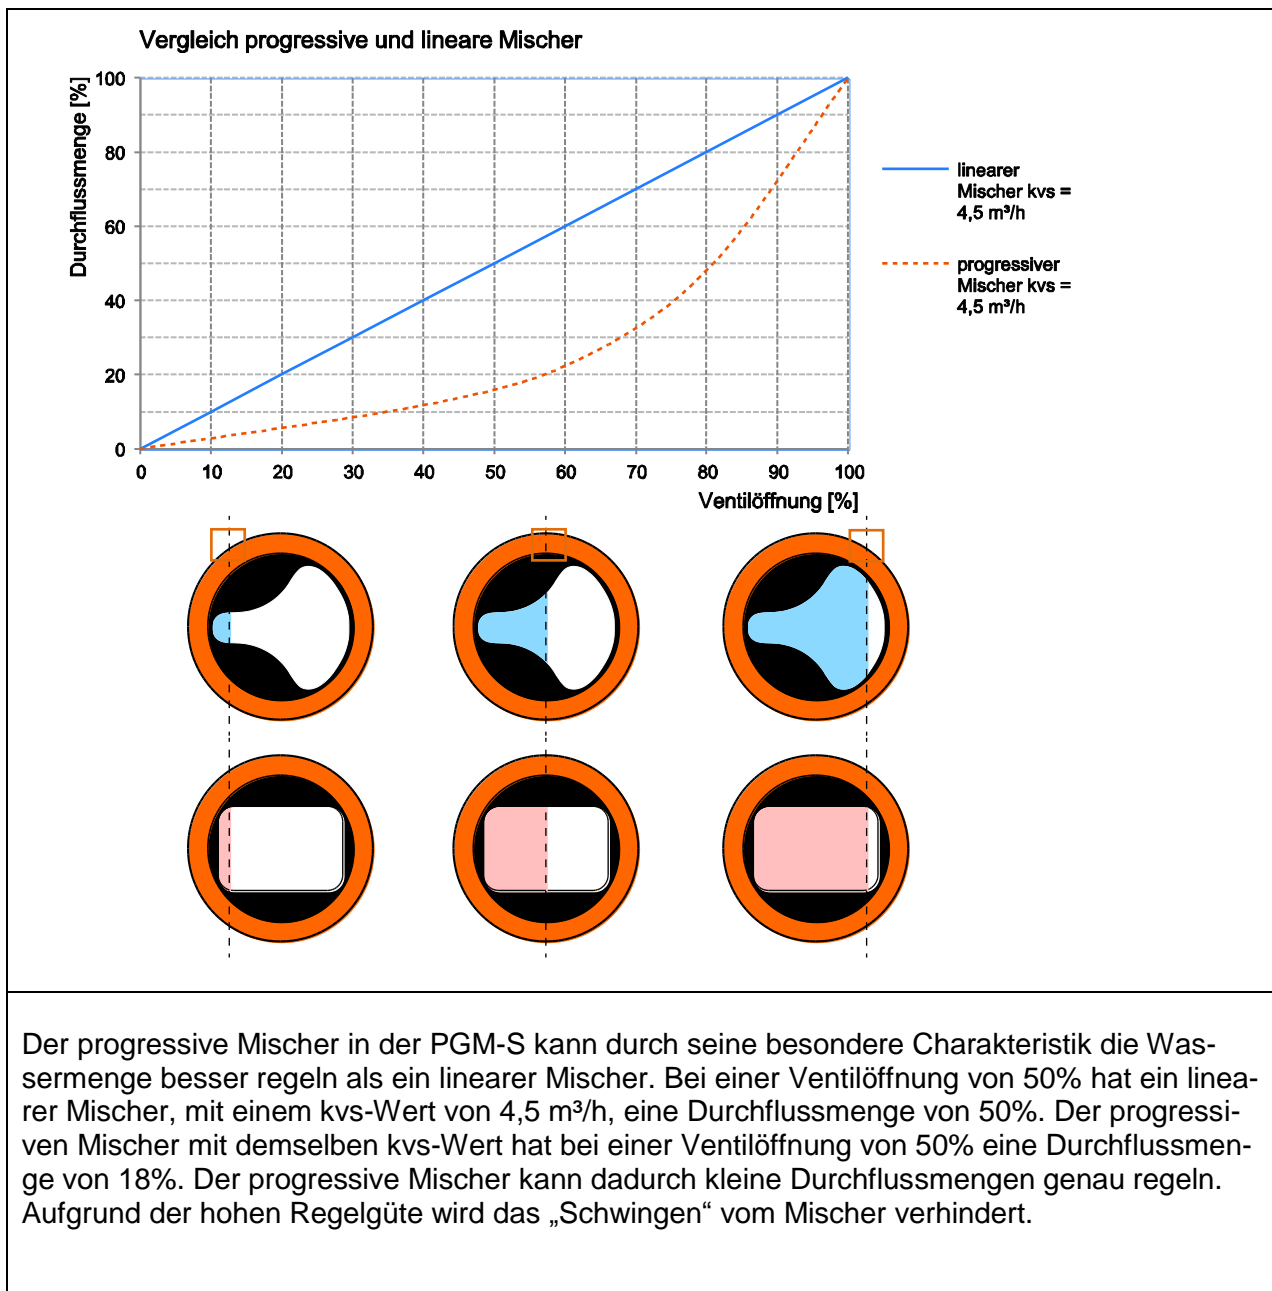 Vergleich progressive und lineare Mischer
Durchflussmenge [%]
100
80
60
40
20
0
0 10 20 30 40 50 60 70 80 90 100
Ventilöffnung [%]
linearer
Mischer kvs =
4,5 m³/h
progressiver
Mischer kvs =
4,5 m³/h
Der progressive Mischer in der PGM-S kann durch seine besondere Charakteristik die Was-
sermenge besser regeln als ein linearer Mischer. Bei einer Ventilöffnung von 50% hat ein linea-
rer Mischer, mit einem kvs-Wert von 4,5 m³/h, eine Durchflussmenge von 50%. Der progressi-
ven Mischer mit demselben kvs-Wert hat bei einer Ventilöffnung von 50% eine Durchflussmen-
ge von 18%. Der progressive Mischer kann dadurch kleine Durchflussmengen genau regeln.
Aufgrund der hohen Regelgüte wird das „Schwingen“ vom Mischer verhindert.